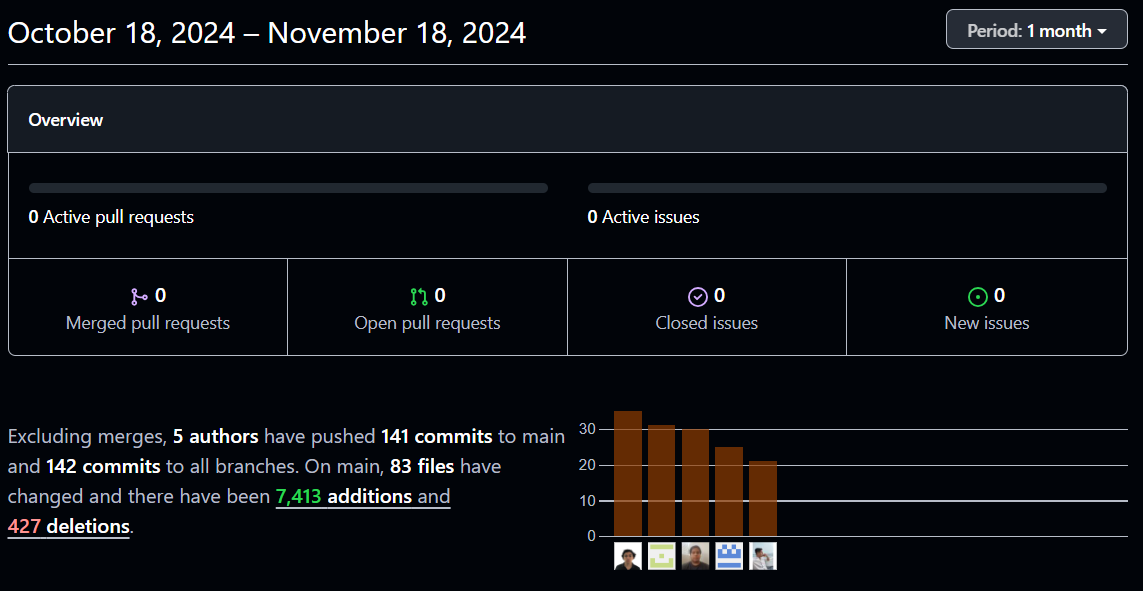 October 18, 2024 – November 18, 2024
Period: 1 month
Overview
0 Active pull requests
0 Active issues
0
Merged pull requests
0
Open pull requests
0
Closed issues
0
New issues
Excluding merges, 5 authors have pushed 141 commits to main
and 142 commits to all branches. On main, 83 files have
changed and there have been 7,413 additions and
427 deletions.
30
20
10
0